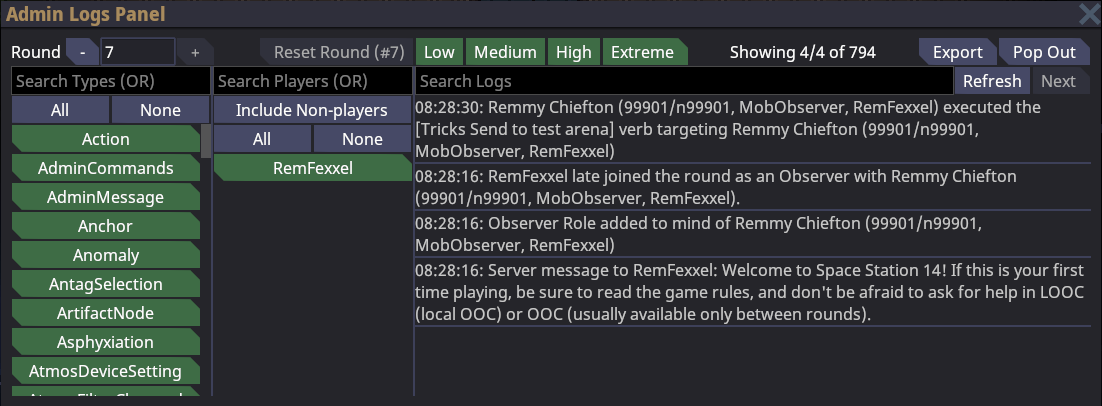 Admin Logs Panel
Round - 7 + Reset Round (#7) Low Medium High Extreme Showing 4/4 of 794 Export Pop Out
Search Types (OR)
All None
Action
AdminCommands
AdminMessage
Anchor
Anomaly
AntagSelection
ArtifactNode
Asphyxiation
AtmosDeviceSetting
Search Players (OR)
Include Non-players
All None
RemFexxel
Search Logs Refresh Next
08:28:30: Remmy Chiefton (99901/n99901, MobObserver, RemFexxel) executed the
[Tricks Send to test arena] verb targeting Remmy Chiefton (99901/n99901,
MobObserver, RemFexxel)
08:28:16: RemFexxel late joined the round as an Observer with Remmy Chiefton
(99901/n99901, MobObserver, RemFexxel).
08:28:16: Observer Role added to mind of Remmy Chiefton (99901/n99901,
MobObserver, RemFexxel)
08:28:16: Server message to RemFexxel: Welcome to Space Station 14! If this is your first
time playing, be sure to read the game rules, and don't be afraid to ask for help in LOOC
(local OOC) or OOC (usually available only between rounds).